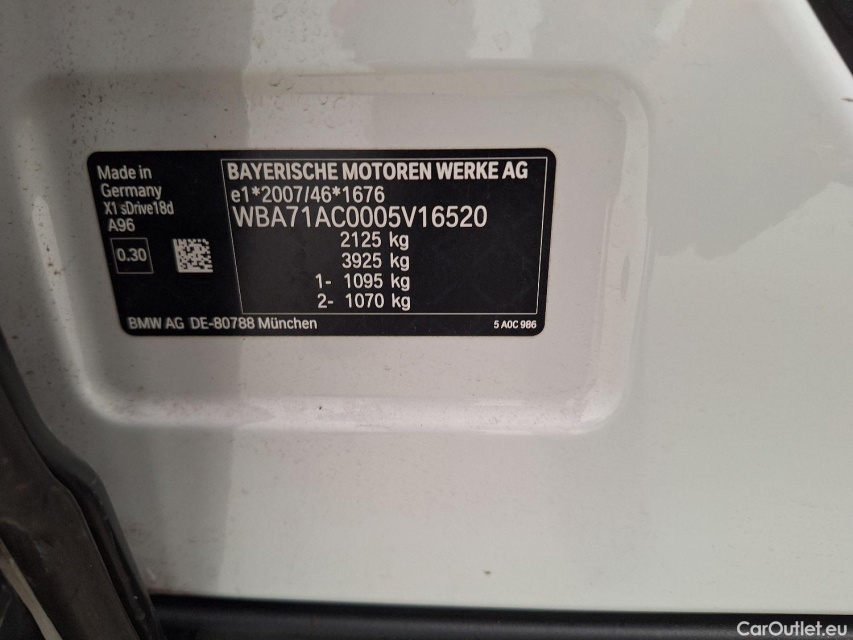 Made in
Germany
X1 sDrive18d
A96
0.30
BAYERISCHE MOTOREN WERKE AG
e1*2007/46*1676
WBA71AC0005V16520
2125 kg
3925 kg
1- 1095 kg
2- 1070 kg
BMW AG DE-80788 München
5 A0C 986
CarOutlet.eu